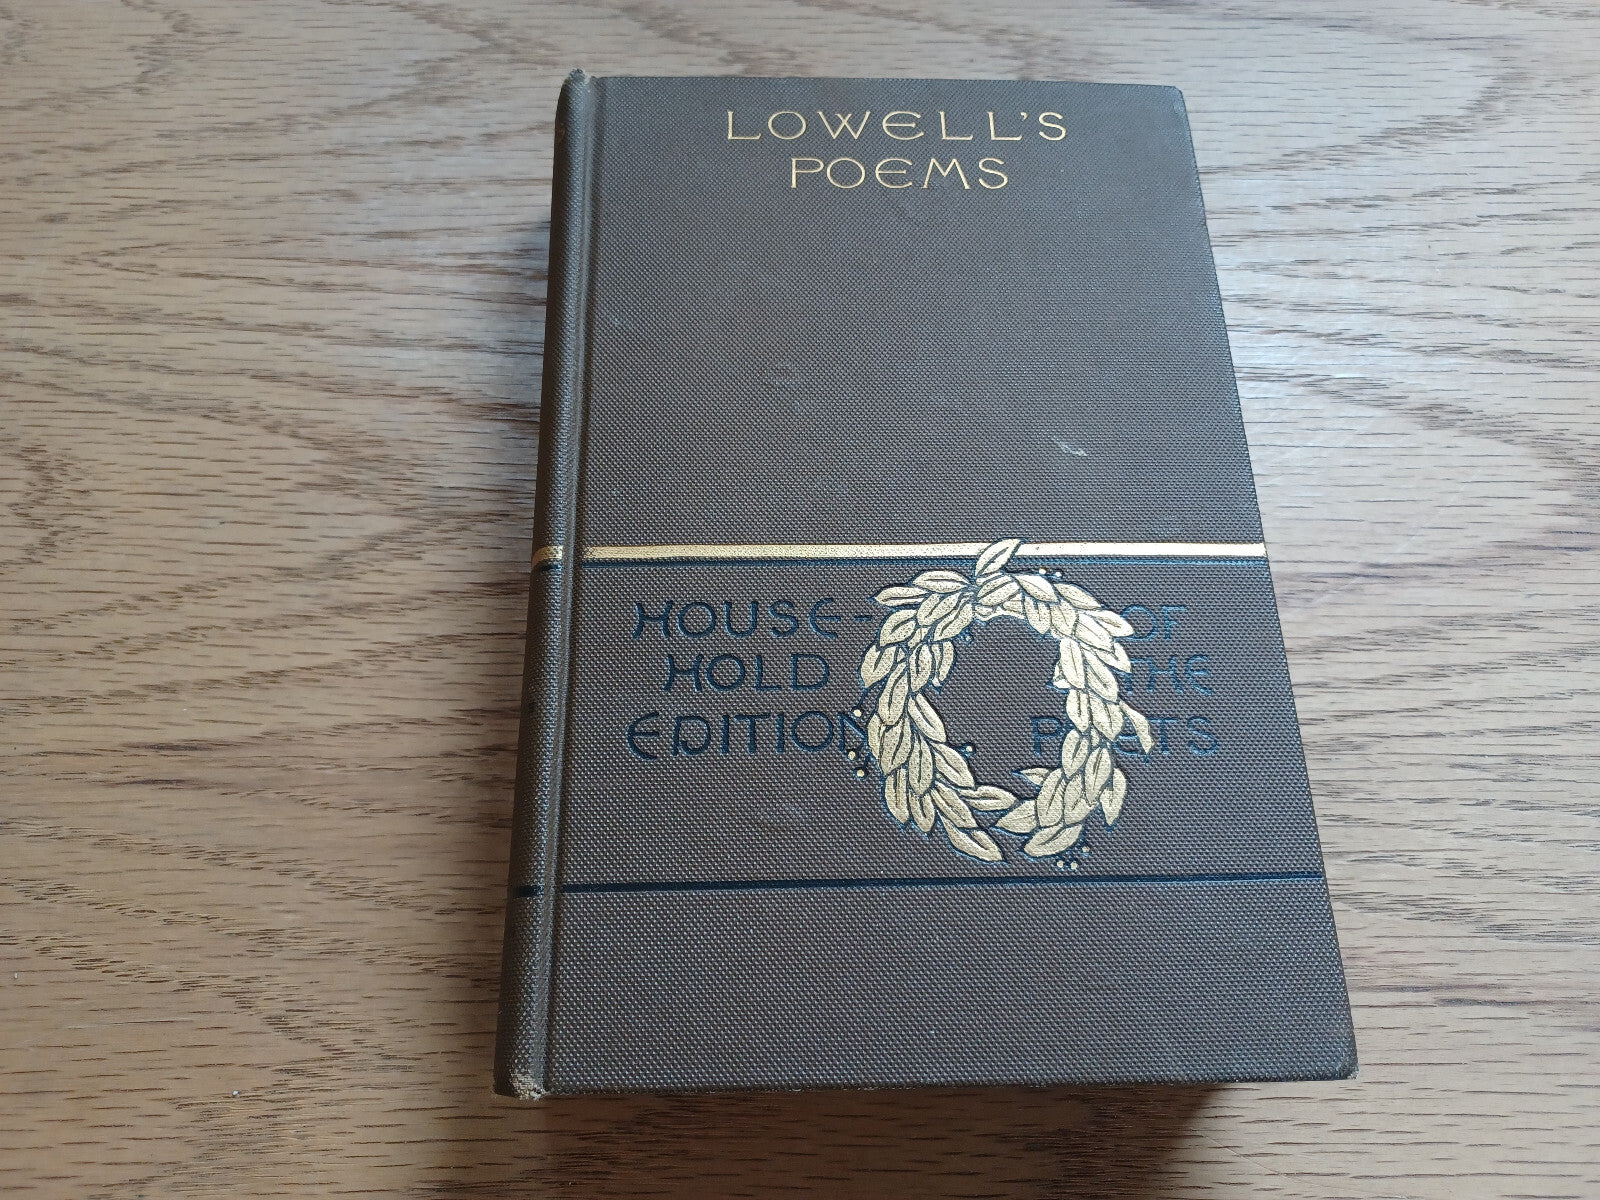 LOWELL'S
POEMS
HOUSE- OF
HOLD THE
EDITION POETS